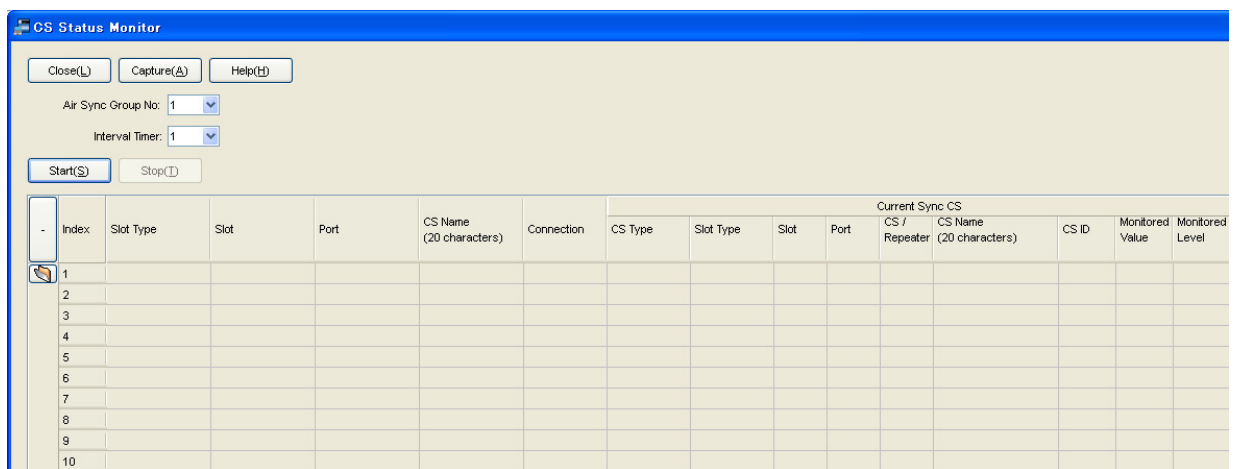 CS Status Monitor
Close(L) Capture(A) Help(H)
Air Sync Group No: 1
Interval Timer: 1
Start(S) Stop(T)
Current Sync CS
- Index Slot Type Slot Port CS Name Connection CS Type Slot Type Slot Port CS / CS Name CS ID Monitored Monitored
(20 characters) Repeater (20 characters) Value Level
1
2
3
4
5
6
7
8
9
10